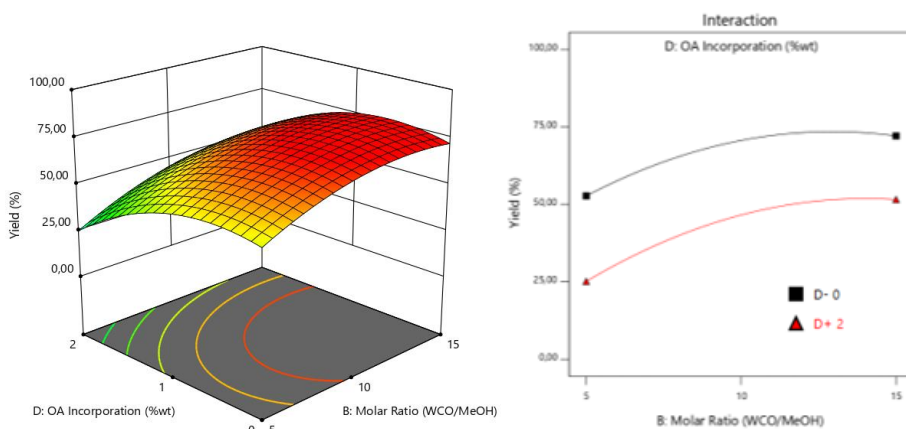 100,00
75,00
50,00
25,00
0,00
Yield (%)
2
1
0
5
10
15
D: OA Incorporation (%wt)
B: Molar Ratio (WCO/MeOH)
Interaction
D: OA Incorporation (%wt)
100,00
75,00
50,00
25,00
0,00
Yield (%)
D- 0
D+ 2
5
10
15
B: Molar Ratio (WCO/MeOH)